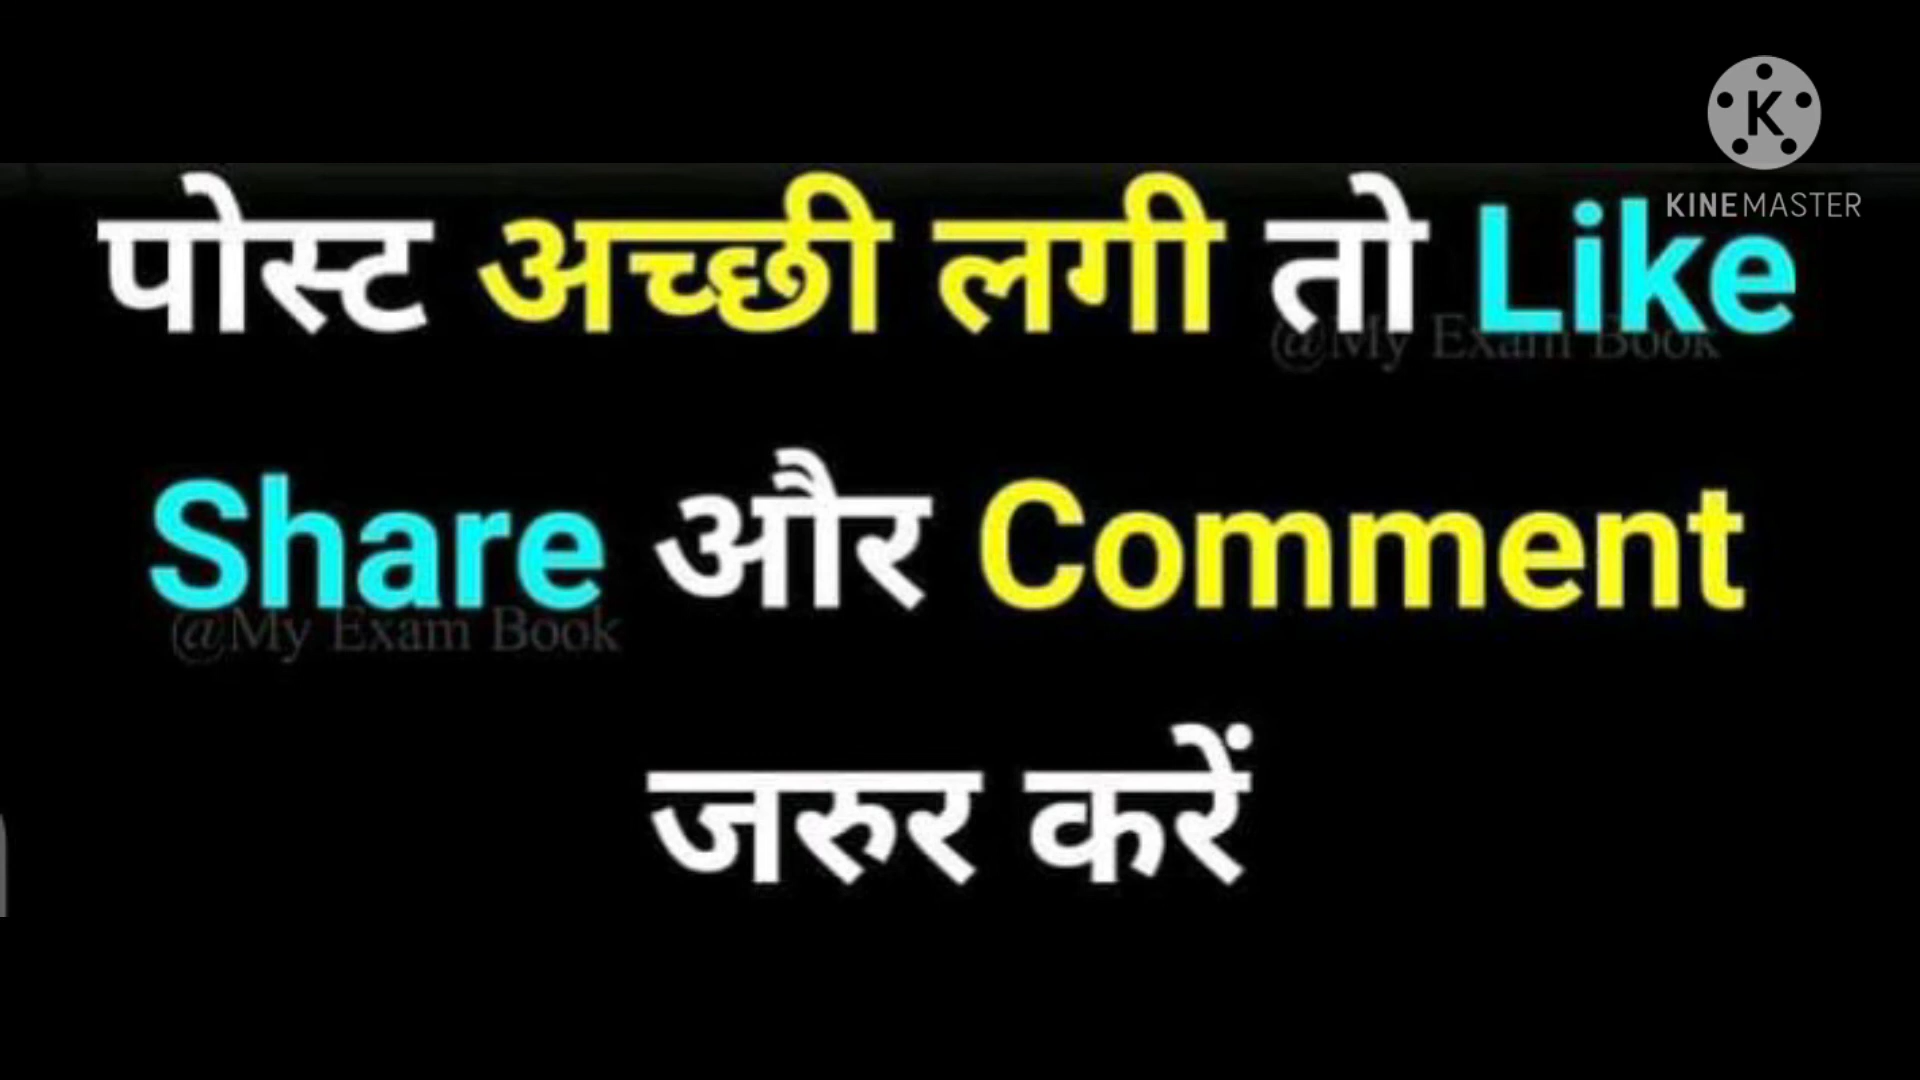 K
KINEMASTER
पोस्ट अच्छी लगी तो Like
@My Exam Book
Share और Comment
@My Exam Book
जरुर करें